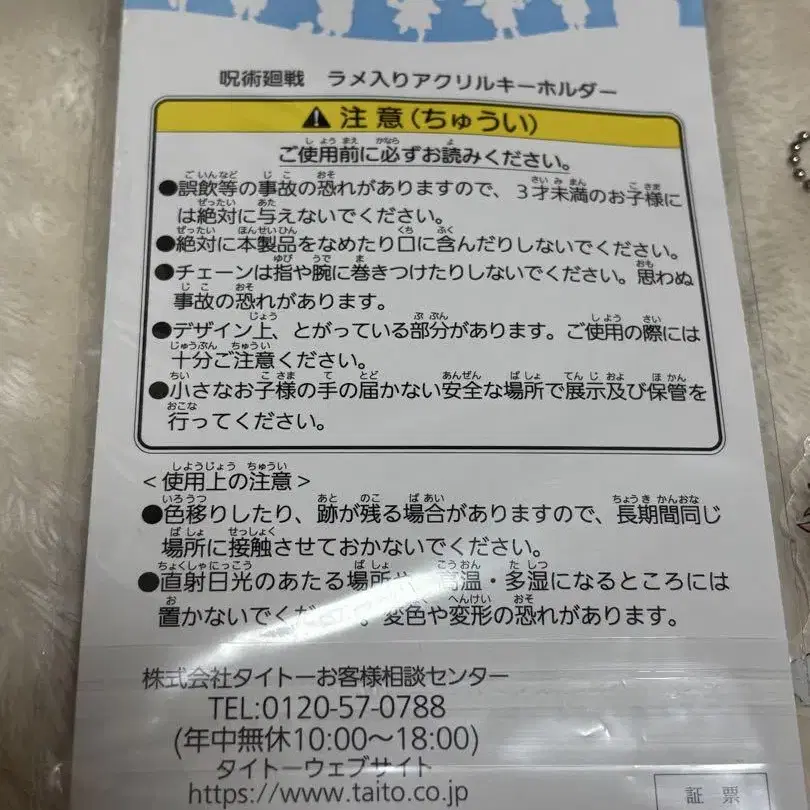 呪術廻戦　ラメ入りアクリルキーホルダー
⚠ 注意(ちゅうい)
ご使用前に必ずお読みください。
●誤飲等の事故の恐れがありますので、3才未満のお子様に
は絶対に与えないでください。
●絶対に本製品をなめたり口に含んだりしないでください。
●チェーンは指や腕に巻きつけたりしないでください。思わぬ
事故の恐れがあります。
●デザイン上、とがっている部分があります。ご使用の際には
十分ご注意ください。
●小さなお子様の手の届かない安全な場所で展示及び保管を
行ってください。
<使用上の注意>
●色移りしたり、跡が残る場合がありますので、長期間同じ
場所に接触させておかないでください。
●直射日光のあたる場所や、高温・多湿になるところには
置かないでください。変色や変形の恐れがあります。
株式会社タイトーお客様相談センター
TEL:0120-57-0788
(年中無休10:00〜18:00)
タイトーウェブサイト
https://www.taito.co.jp
証 票